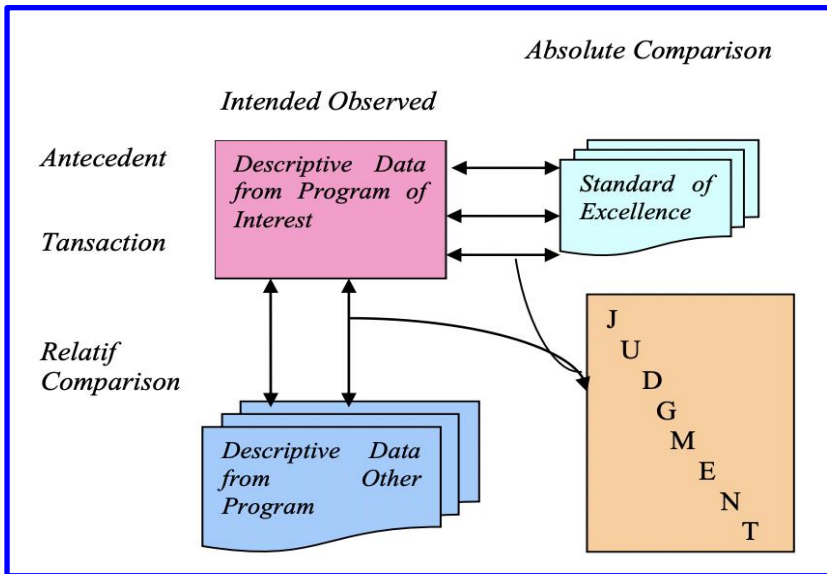 Absolute Comparison
Intended Observed
Antecedent
Descriptive Data
from Program of
Interest
Standard of
Excellence
Tansaction
Relatif
Comparison
Descriptive Data
from Other
Program
J
U
D
G
M
E
N
T